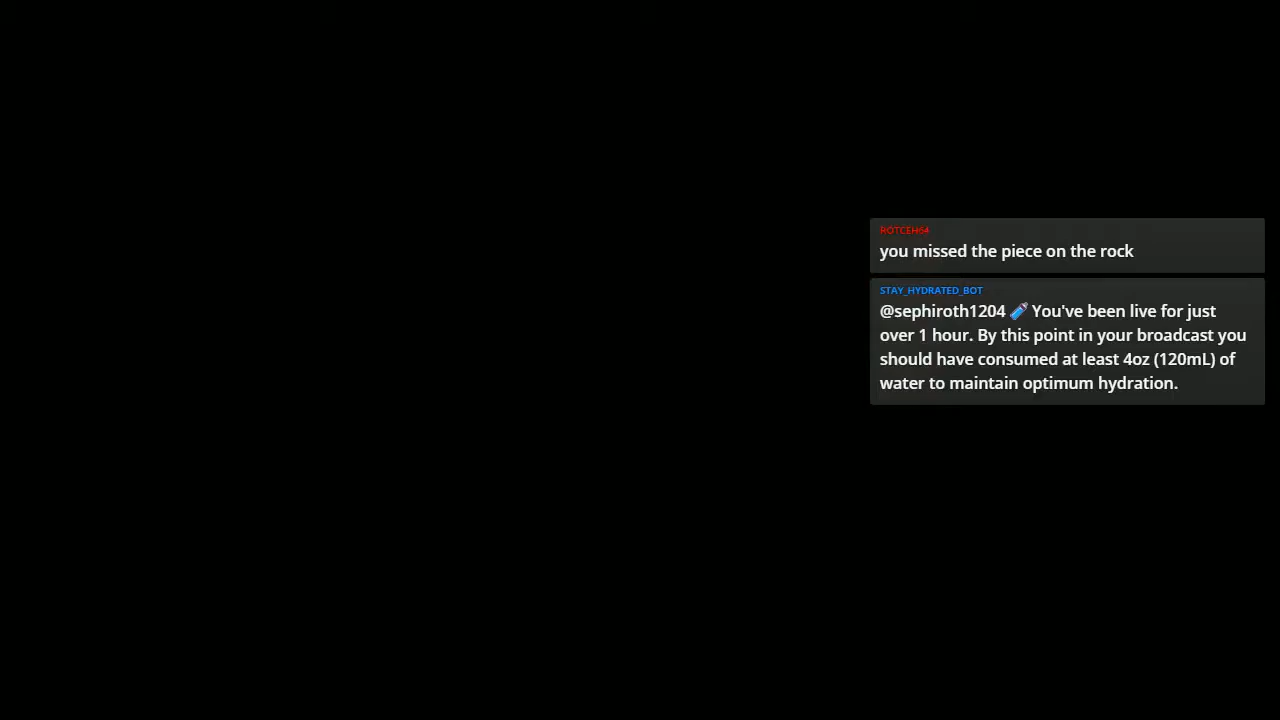 ROTCEH64
you missed the piece on the rock
STAY_HYDRATED_BOT
@sephiroth1204 You've been live for just
over 1 hour. By this point in your broadcast you
should have consumed at least 4oz (120mL) of
water to maintain optimum hydration.